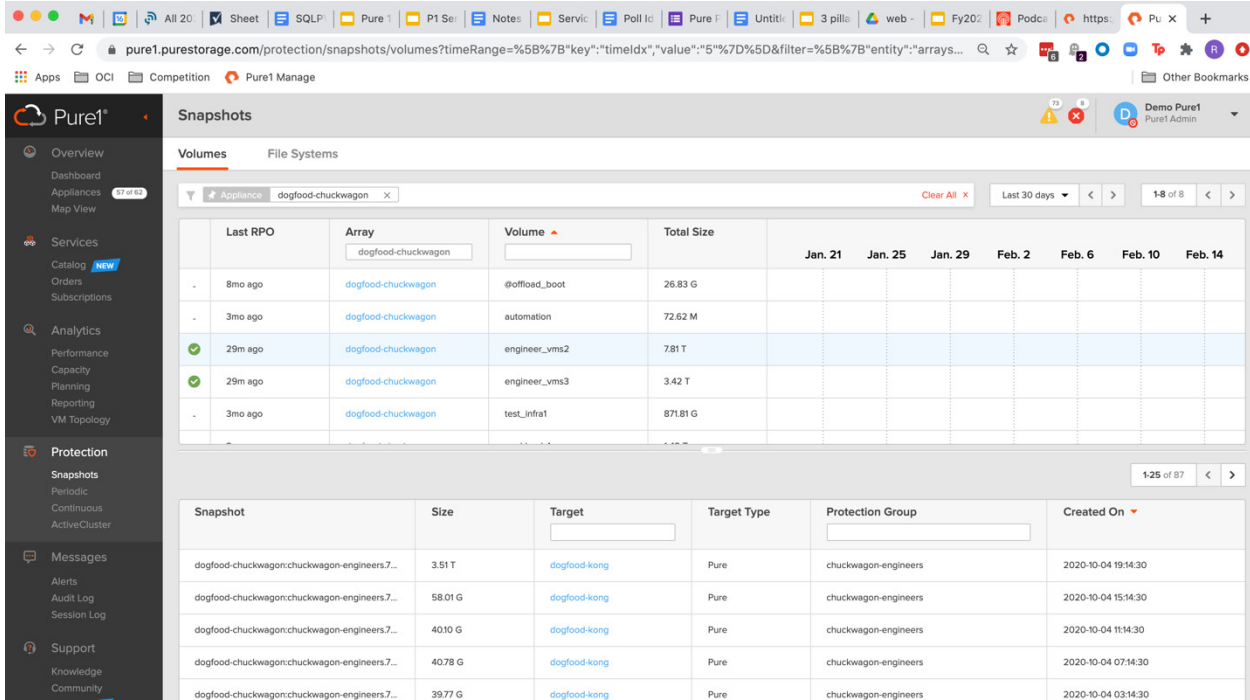 All 20
Sheet
SQLP
Pure 1
P1 Ser
Notes
Servic
Poll Id
Pure F
Untitle
3 pilla
web -
Fy202
Podca
https:
Pu
pure1.purestorage.com/protection/snapshots/volumes?timeRange=%5B%7B"key":"timeIdx","value":"5"%7D%5D&filter=%5B%7B"entity":"arrays...
6
2
Tp
R
Apps OCI Competition Pure1 Manage Other Bookmarks
Pure1®
Snapshots
73 8
D
Demo Pure1
Pure1 Admin
Overview
Dashboard
Appliances 57 of 62
Map View
Services
Catalog NEW
Orders
Subscriptions
Analytics
Performance
Capacity
Planning
Reporting
VM Topology
Protection
Snapshots
Periodic
Continuous
ActiveCluster
Messages
Alerts
Audit Log
Session Log
Support
Knowledge
Community
Volumes File Systems
Appliance dogfood-chuckwagon Clear All × Last 30 days 1-8 of 8
Last RPO Array Volume Total Size
dogfood-chuckwagon
Jan. 21 Jan. 25 Jan. 29 Feb. 2 Feb. 6 Feb. 10 Feb. 14
- 8mo ago dogfood-chuckwagon @offload_boot 26.83 G
- 3mo ago dogfood-chuckwagon automation 72.62 M
29m ago dogfood-chuckwagon engineer_vms2 7.81 T
29m ago dogfood-chuckwagon engineer_vms3 3.42 T
- 3mo ago dogfood-chuckwagon test_infra1 871.81 G
1-25 of 87
Snapshot Size Target Target Type Protection Group Created On
dogfood-chuckwagon:chuckwagon-engineers.7... 3.51 T dogfood-kong Pure chuckwagon-engineers 2020-10-04 19:14:30
dogfood-chuckwagon:chuckwagon-engineers.7... 58.01 G dogfood-kong Pure chuckwagon-engineers 2020-10-04 15:14:30
dogfood-chuckwagon:chuckwagon-engineers.7... 40.10 G dogfood-kong Pure chuckwagon-engineers 2020-10-04 11:14:30
dogfood-chuckwagon:chuckwagon-engineers.7... 40.78 G dogfood-kong Pure chuckwagon-engineers 2020-10-04 07:14:30
dogfood-chuckwagon:chuckwagon-engineers.7... 39.77 G dogfood-kong Pure chuckwagon-engineers 2020-10-04 03:14:30